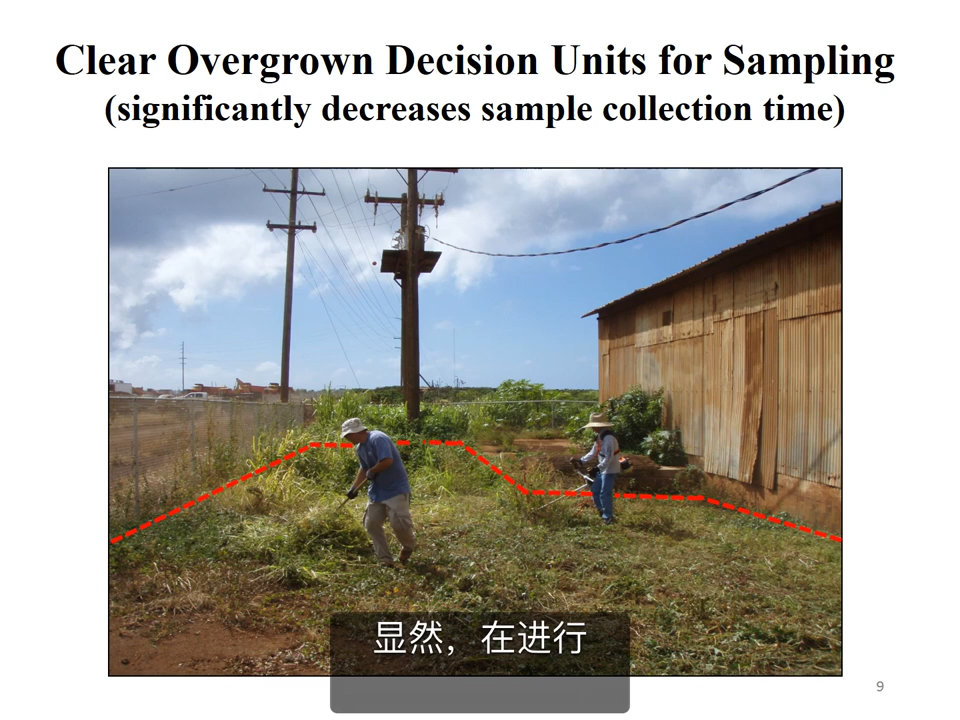 Clear Overgrown Decision Units for Sampling
(significantly decreases sample collection time)
显然，在进行
9